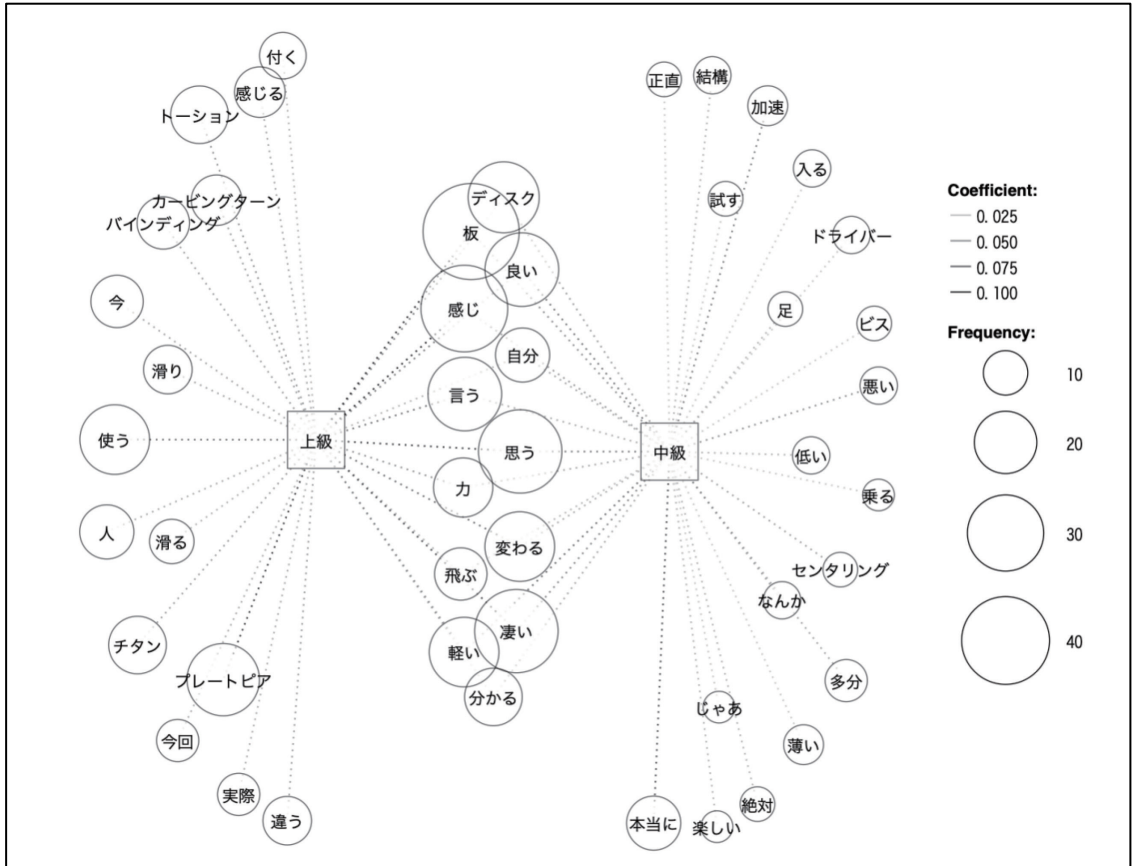 付く
感じる
トーション
カービングターン
バインディング
今
滑り
使う
人
滑る
チタン
プレートピア
今回
実際
違う
上級
ディスク
板
良い
感じ
自分
言う
思う
力
変わる
飛ぶ
凄い
軽い
分かる
中級
正直
結構
加速
入る
試す
ドライバー
足
ビス
悪い
低い
乗る
センタリング
なんか
多分
じゃあ
薄い
絶対
楽しい
本当に
Coefficient:
0. 025
0. 050
0. 075
0. 100
Frequency:
10
20
30
40